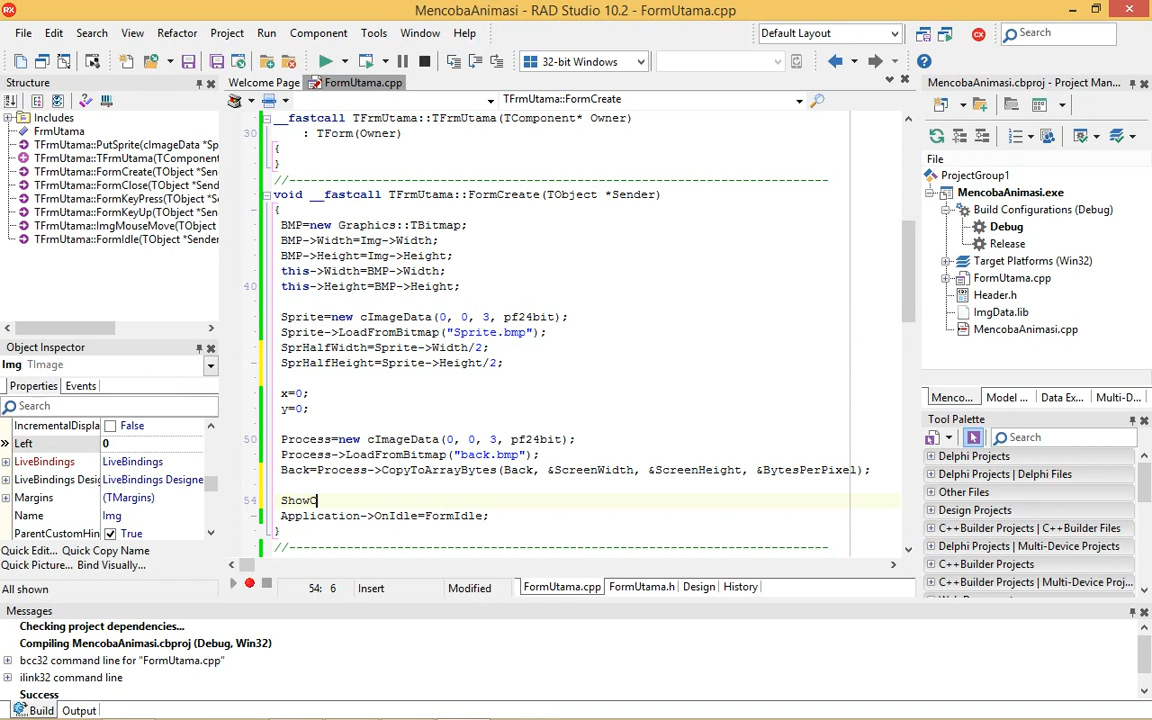 RX
MencobaAnimasi - RAD Studio 10.2 - FormUtama.cpp
File Edit Search View Refactor Project Run Component Tools Window Help
Default Layout
Search
32-bit Windows
Structure
Includes
FrmUtama
TFrmUtama::PutSprite(cImageData *Sp
TFrmUtama::TFrmUtama(TComponent
TFrmUtama::FormCreate(TObject *Send
TFrmUtama::FormClose(TObject *Send
TFrmUtama::FormKeyPress(TObject *S
TFrmUtama::FormKeyUp(TObject *Sen
TFrmUtama::ImgMouseMove(TObject
TFrmUtama::FormIdle(TObject *Sender
Object Inspector
Img TImage
Properties Events
Search
IncrementalDispla False
Left 0
LiveBindings LiveBindings
LiveBindings Desig LiveBindings Designe
Margins (TMargins)
Name Img
ParentCustomHin True
Quick Edit... Quick Copy Name
Quick Picture... Bind Visually...
All shown
Welcome Page FormUtama.cpp
TFrmUtama::FormCreate
__fastcall TFrmUtama::TFrmUtama(TComponent* Owner)
30 : TForm(Owner)
{
}
//---------------------------------------------------------------------------
void __fastcall TFrmUtama::FormCreate(TObject *Sender)
{
BMP=new Graphics::TBitmap;
BMP->Width=Img->Width;
BMP->Height=Img->Height;
this->Width=BMP->Width;
40 this->Height=BMP->Height;
Sprite=new cImageData(0, 0, 3, pf24bit);
Sprite->LoadFromBitmap("Sprite.bmp");
SprHalfWidth=Sprite->Width/2;
SprHalfHeight=Sprite->Height/2;
x=0;
y=0;
50 Process=new cImageData(0, 0, 3, pf24bit);
Process->LoadFromBitmap("back.bmp");
Back=Process->CopyToArrayBytes(Back, &ScreenWidth, &ScreenHeight, &BytesPerPixel);
54 ShowC
Application->OnIdle=FormIdle;
}
//---------------------------------------------------------------------------
54: 6 Insert Modified FormUtama.cpp FormUtama.h Design History
MencobaAnimasi.cbproj - Project Man...
File
ProjectGroup1
MencobaAnimasi.exe
Build Configurations (Debug)
Debug
Release
Target Platforms (Win32)
FormUtama.cpp
Header.h
ImgData.lib
MencobaAnimasi.cpp
Menco... Model ... Data Ex... Multi-D...
Tool Palette
Search
Delphi Projects
Delphi Projects | Delphi Files
Other Files
Design Projects
C++Builder Projects | C++Builder Files
Delphi Projects | Multi-Device Projects
C++Builder Projects
C++Builder Projects | Multi-Device Proj...
Messages
Checking project dependencies...
Compiling MencobaAnimasi.cbproj (Debug, Win32)
bcc32 command line for "FormUtama.cpp"
ilink32 command line
Success
Build Output